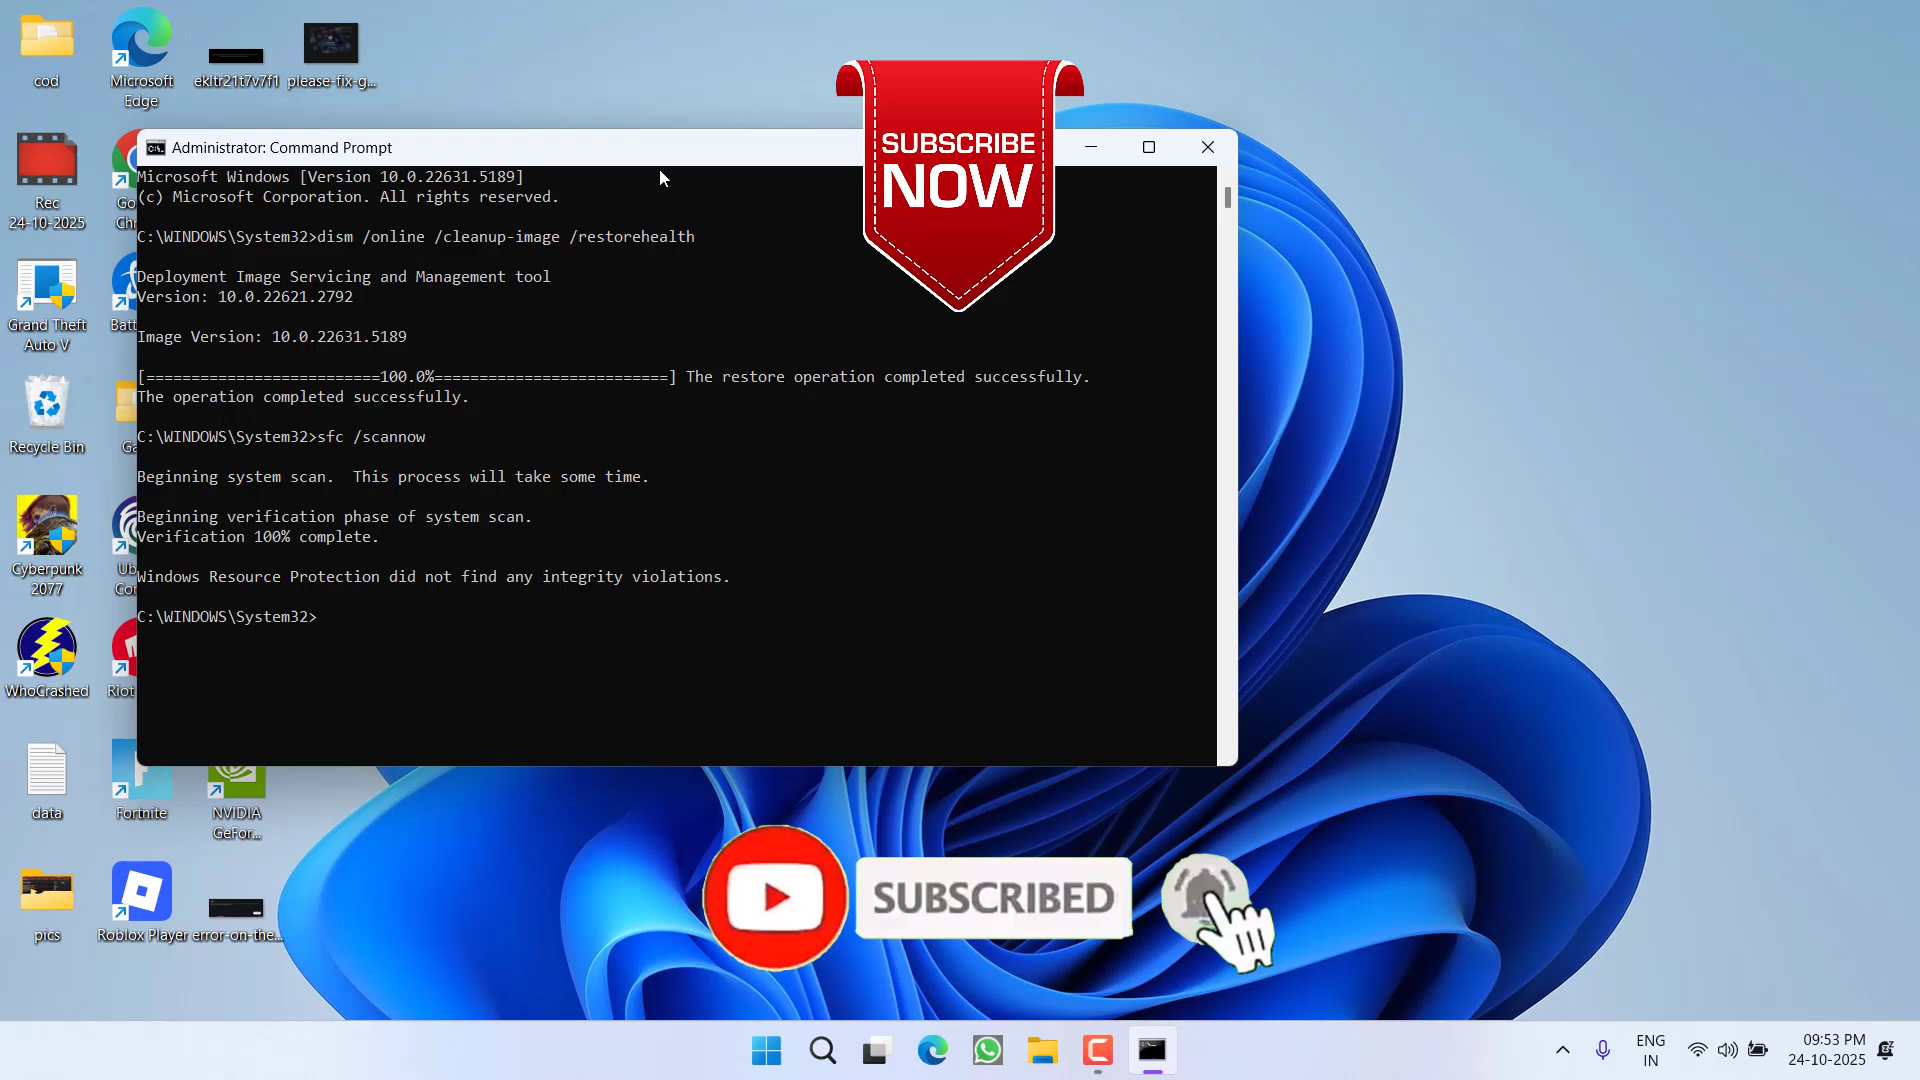 cod
Microsoft
Edge
ekltr21t7v7f1
please-fix-g...
SUBSCRIBE
NOW
Administrator: Command Prompt
Microsoft Windows [Version 10.0.22631.5189]
(c) Microsoft Corporation. All rights reserved.
C:\WINDOWS\System32>dism /online /cleanup-image /restorehealth
Deployment Image Servicing and Management tool
Version: 10.0.22621.2792
Image Version: 10.0.22631.5189
[==========================100.0%==========================] The restore operation completed successfully.
The operation completed successfully.
C:\WINDOWS\System32>sfc /scannow
Beginning system scan.  This process will take some time.
Beginning verification phase of system scan.
Verification 100% complete.
Windows Resource Protection did not find any integrity violations.
C:\WINDOWS\System32>
Rec
24-10-2025
Go
Chr
Grand Theft
Auto V
Batt
Recycle Bin
Ga
Cyberpunk
2077
Ub
Con
WhoCrashed
Riot
data
Fortnite
NVIDIA
GeFor...
pics
Roblox Player
error-on-the...
SUBSCRIBED
ENG
IN
09:53 PM
24-10-2025